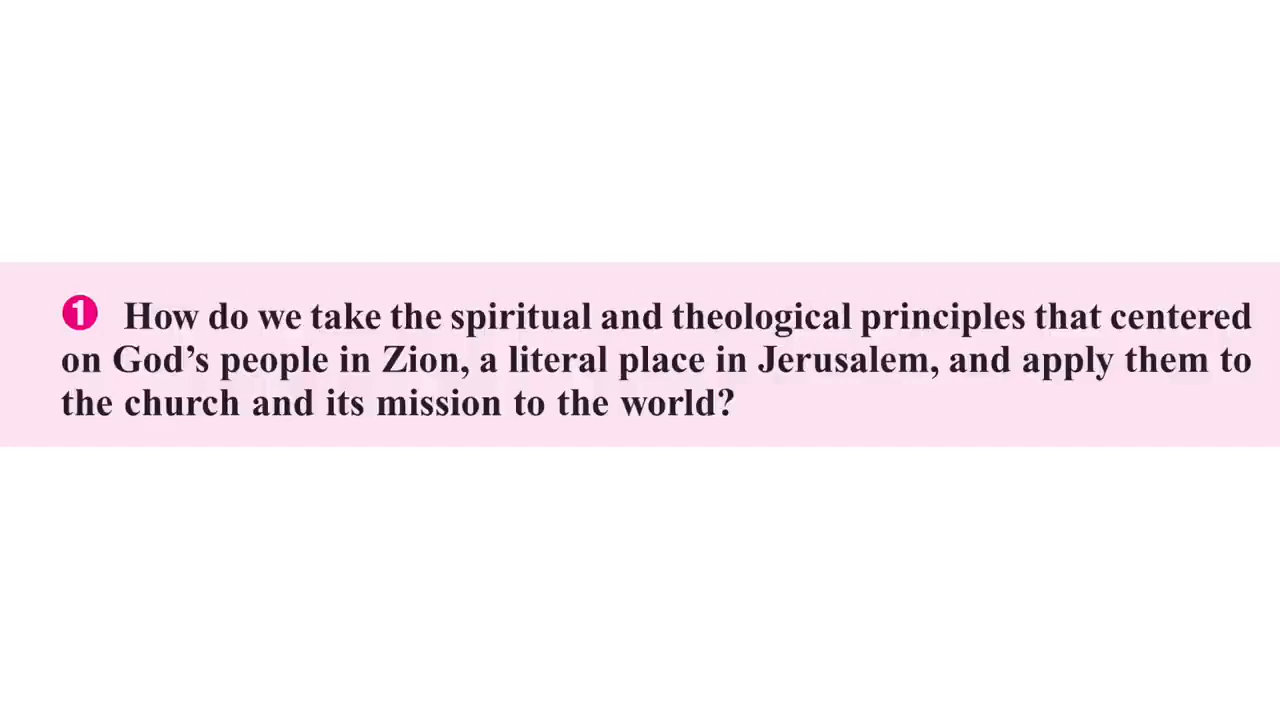 ❶ How do we take the spiritual and theological principles that centered
on God’s people in Zion, a literal place in Jerusalem, and apply them to
the church and its mission to the world?